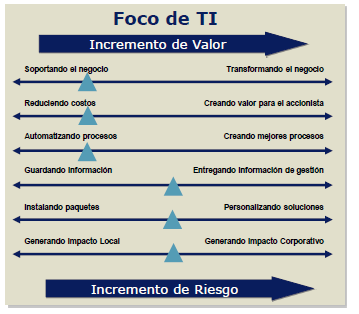 Foco de TI
Incremento de Valor
Soportando el negocio Transformando el negocio
Reduciendo costos Creando valor para el accionista
Automatizando procesos Creando mejores procesos
Guardando Información Entregando Información de gestión
Instalando paquetes Personalizando soluciones
Generando Impacto Local Generando Impacto Corporativo
Incremento de Riesgo